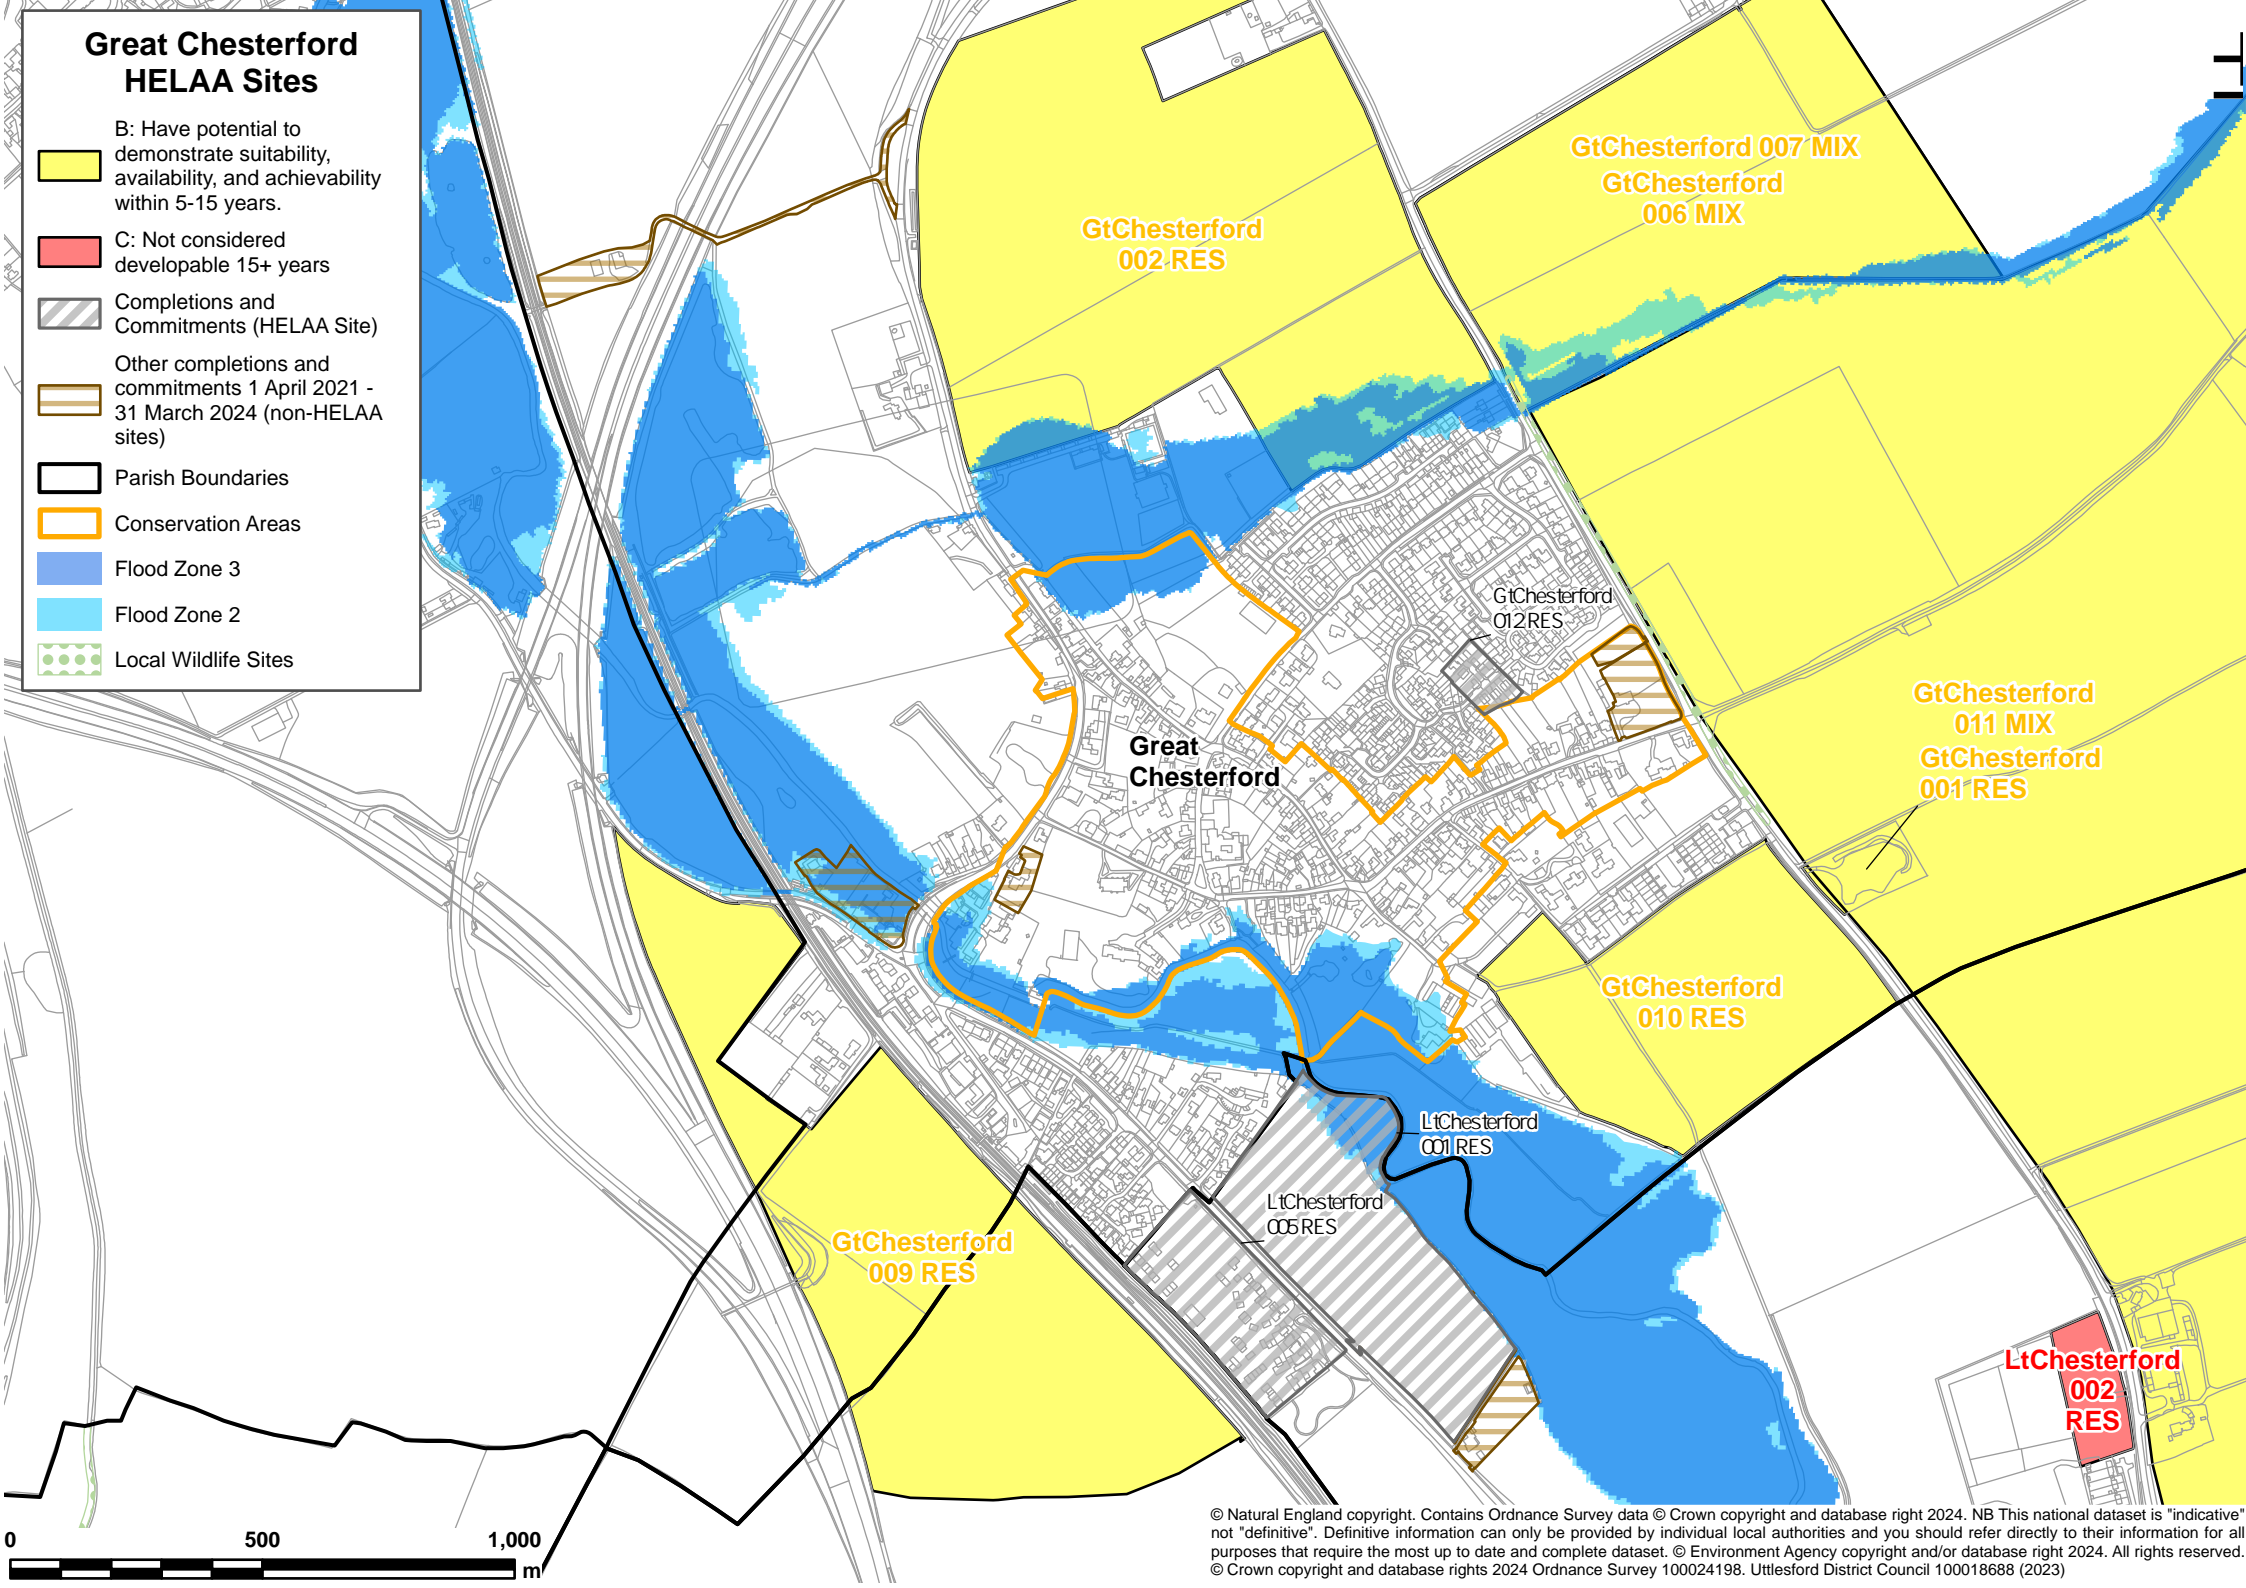 Great Chesterford
HELAA Sites
B: Have potential to
demonstrate suitability,
availability, and achievability
within 5-15 years.
C: Not considered
developable 15+ years
Completions and
Commitments (HELAA Site)
Other completions and
commitments 1 April 2021 -
31 March 2024 (non-HELAA
sites)
Parish Boundaries
Conservation Areas
Flood Zone 3
Flood Zone 2
Local Wildlife Sites
GtChesterford 007 MIX
GtChesterford
006 MIX
GtChesterford
002 RES
GtChesterford
012 RES
GtChesterford
011 MIX
GtChesterford
001 RES
Great
Chesterford
GtChesterford
010 RES
LtChesterford
001 RES
LtChesterford
005 RES
GtChesterford
009 RES
LtChesterford
002
RES
0 500 1,000
m
© Natural England copyright. Contains Ordnance Survey data © Crown copyright and database right 2024. NB This national dataset is "indicative"
not "definitive". Definitive information can only be provided by individual local authorities and you should refer directly to their information for all
purposes that require the most up to date and complete dataset. © Environment Agency copyright and/or database right 2024. All rights reserved.
© Crown copyright and database rights 2024 Ordnance Survey 100024198. Uttlesford District Council 100018688 (2023)